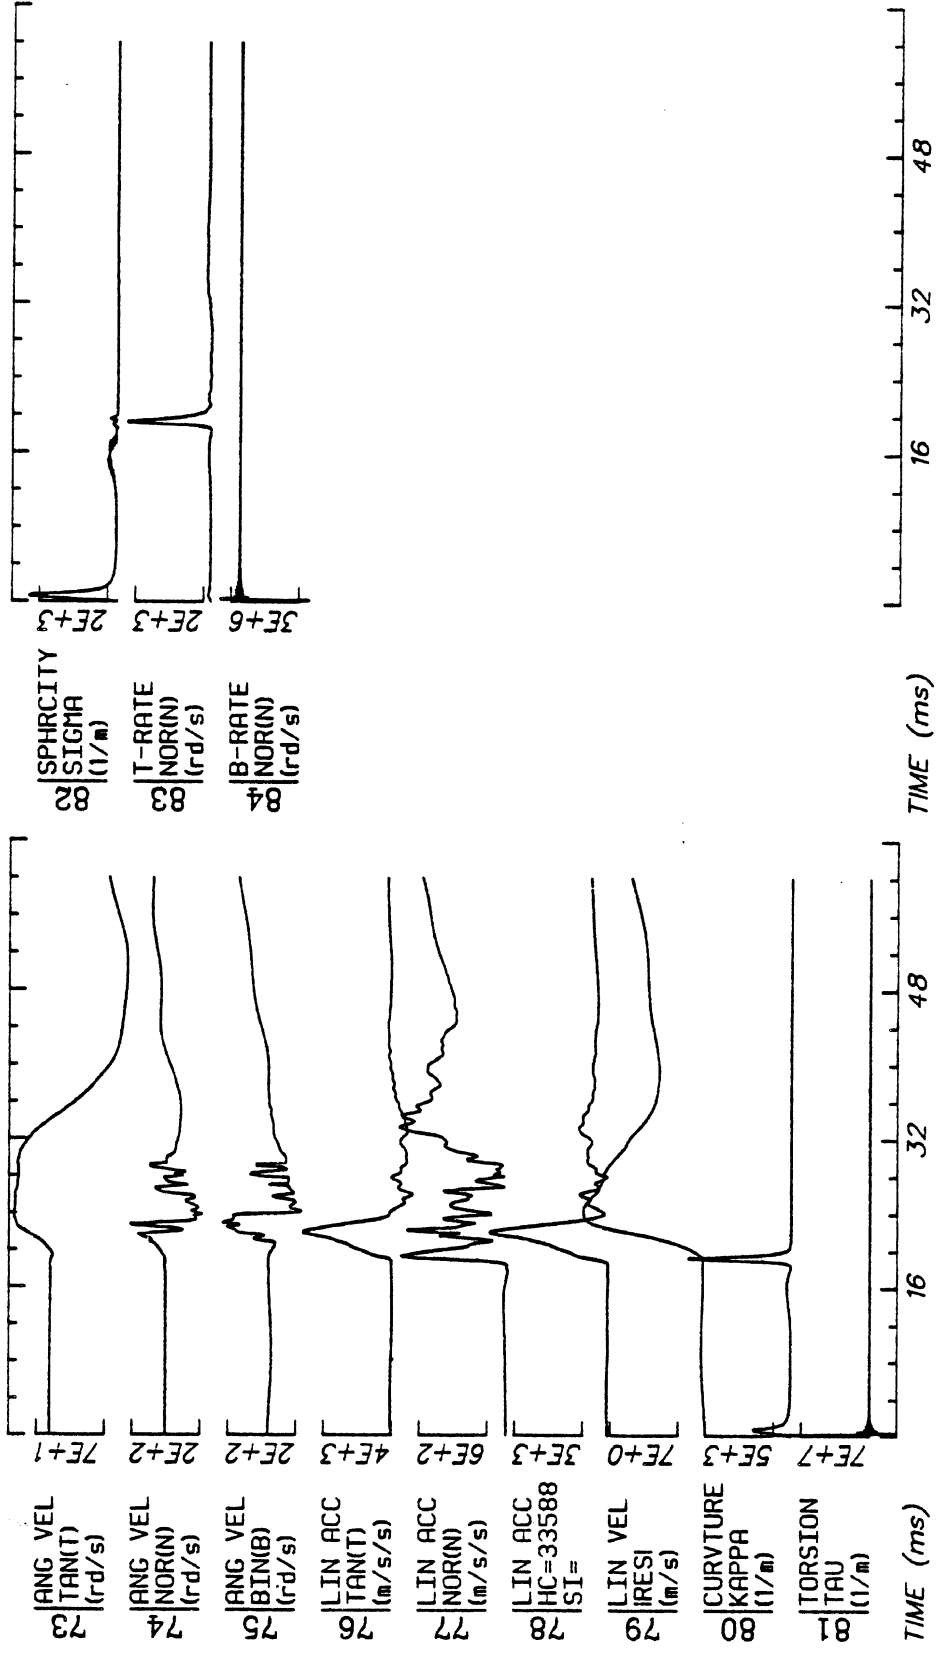 73
ANG VEL
TAN(T)
(rd/s)
7E+1
74
ANG VEL
NOR(N)
(rd/s)
2E+2
75
ANG VEL
BIN(B)
(rd/s)
2E+2
76
LIN ACC
TAN(T)
(m/s/s)
4E+3
77
LIN ACC
NOR(N)
(m/s/s)
6E+2
78
LIN ACC
HC=33588
SI=
3E+3
79
LIN VEL
|RES|
(m/s)
7E+0
80
CURVTURE
KAPPA
(1/m)
5E+3
81
TORSION
TAU
(1/m)
7E+7
TIME (ms) 16 32 48
82
SPHRCITY
SIGMA
(1/m)
2E+3
83
T-RATE
NOR(N)
(rd/s)
2E+3
84
B-RATE
NOR(N)
(rd/s)
3E+6
TIME (ms) 16 32 48